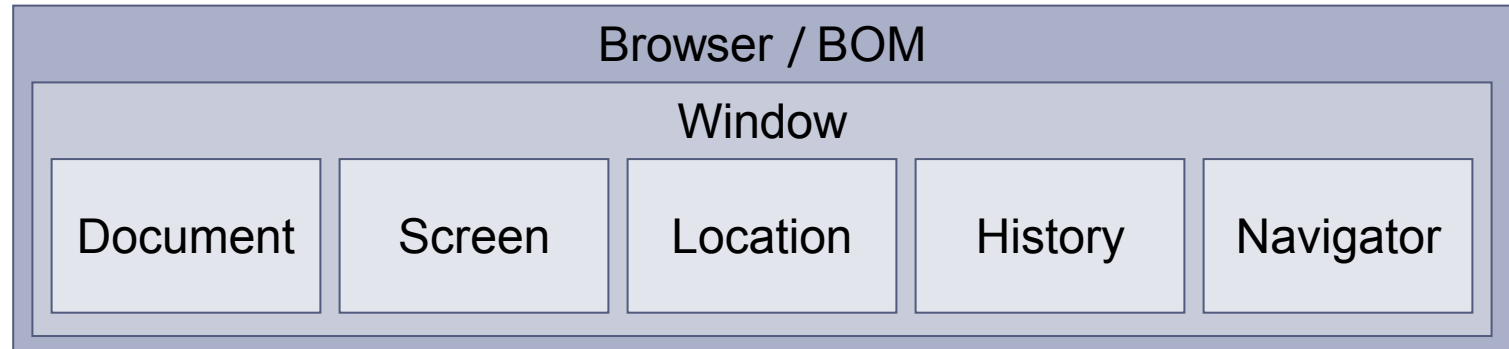 Browser / BOM
Window
Document
Screen
Location
History
Navigator